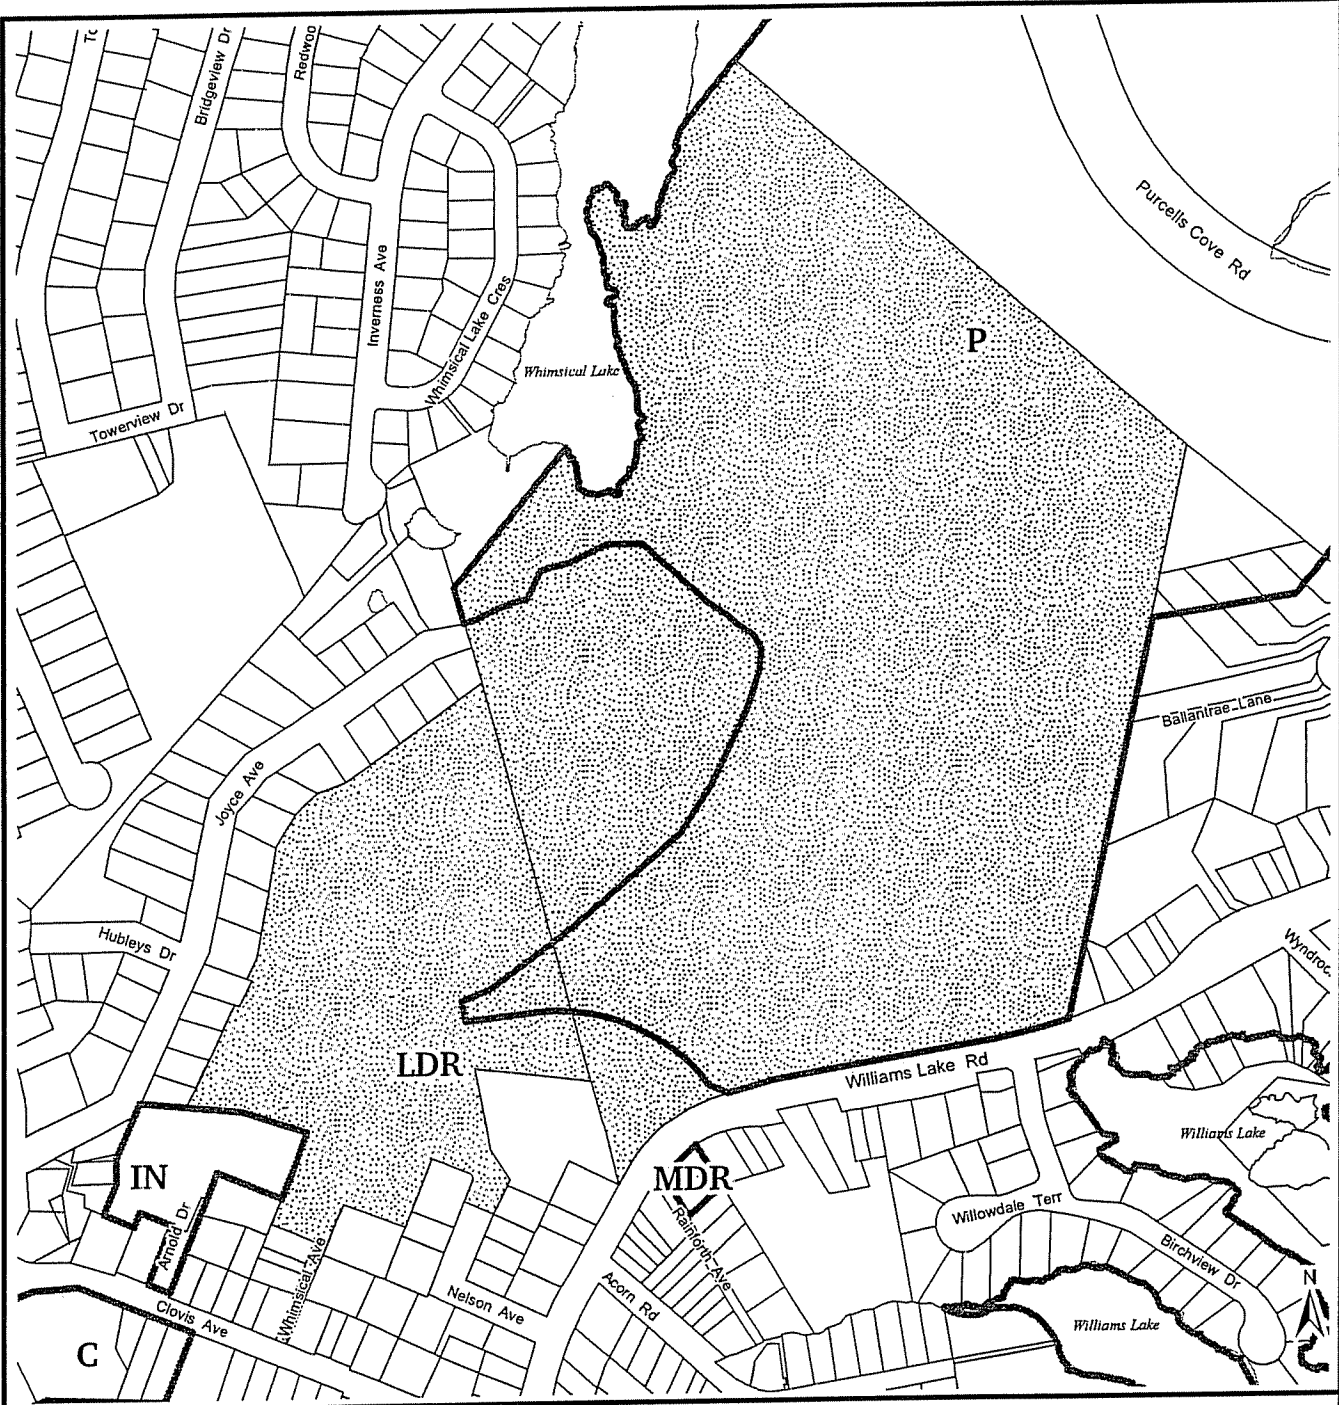 To
Bridgeview Dr
Redwoo
Purcells Cove Rd
Inverness Ave
Whimsical Lake Cres
P
Whimsical Lake
Towerview Dr
Ballantrae Lane
Joyce Ave
Hubleys Dr
Wyndroc
LDR
Williams Lake Rd
Williams Lake
IN
MDR
Arnold Dr
Rainforth Ave
Willowdale Terr
Birchview Dr
Whimsical Ave
Acorn Rd
Nelson Ave
N
Clovis Ave
Williams Lake
C